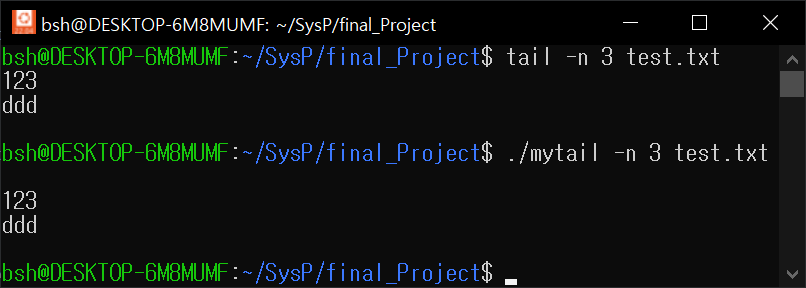 bsh@DESKTOP-6M8MUMF: ~/SysP/final_Project
bsh@DESKTOP-6M8MUMF:~/SysP/final_Project$ tail -n 3 test.txt
123
ddd
bsh@DESKTOP-6M8MUMF:~/SysP/final_Project$ ./mytail -n 3 test.txt
123
ddd
bsh@DESKTOP-6M8MUMF:~/SysP/final_Project$